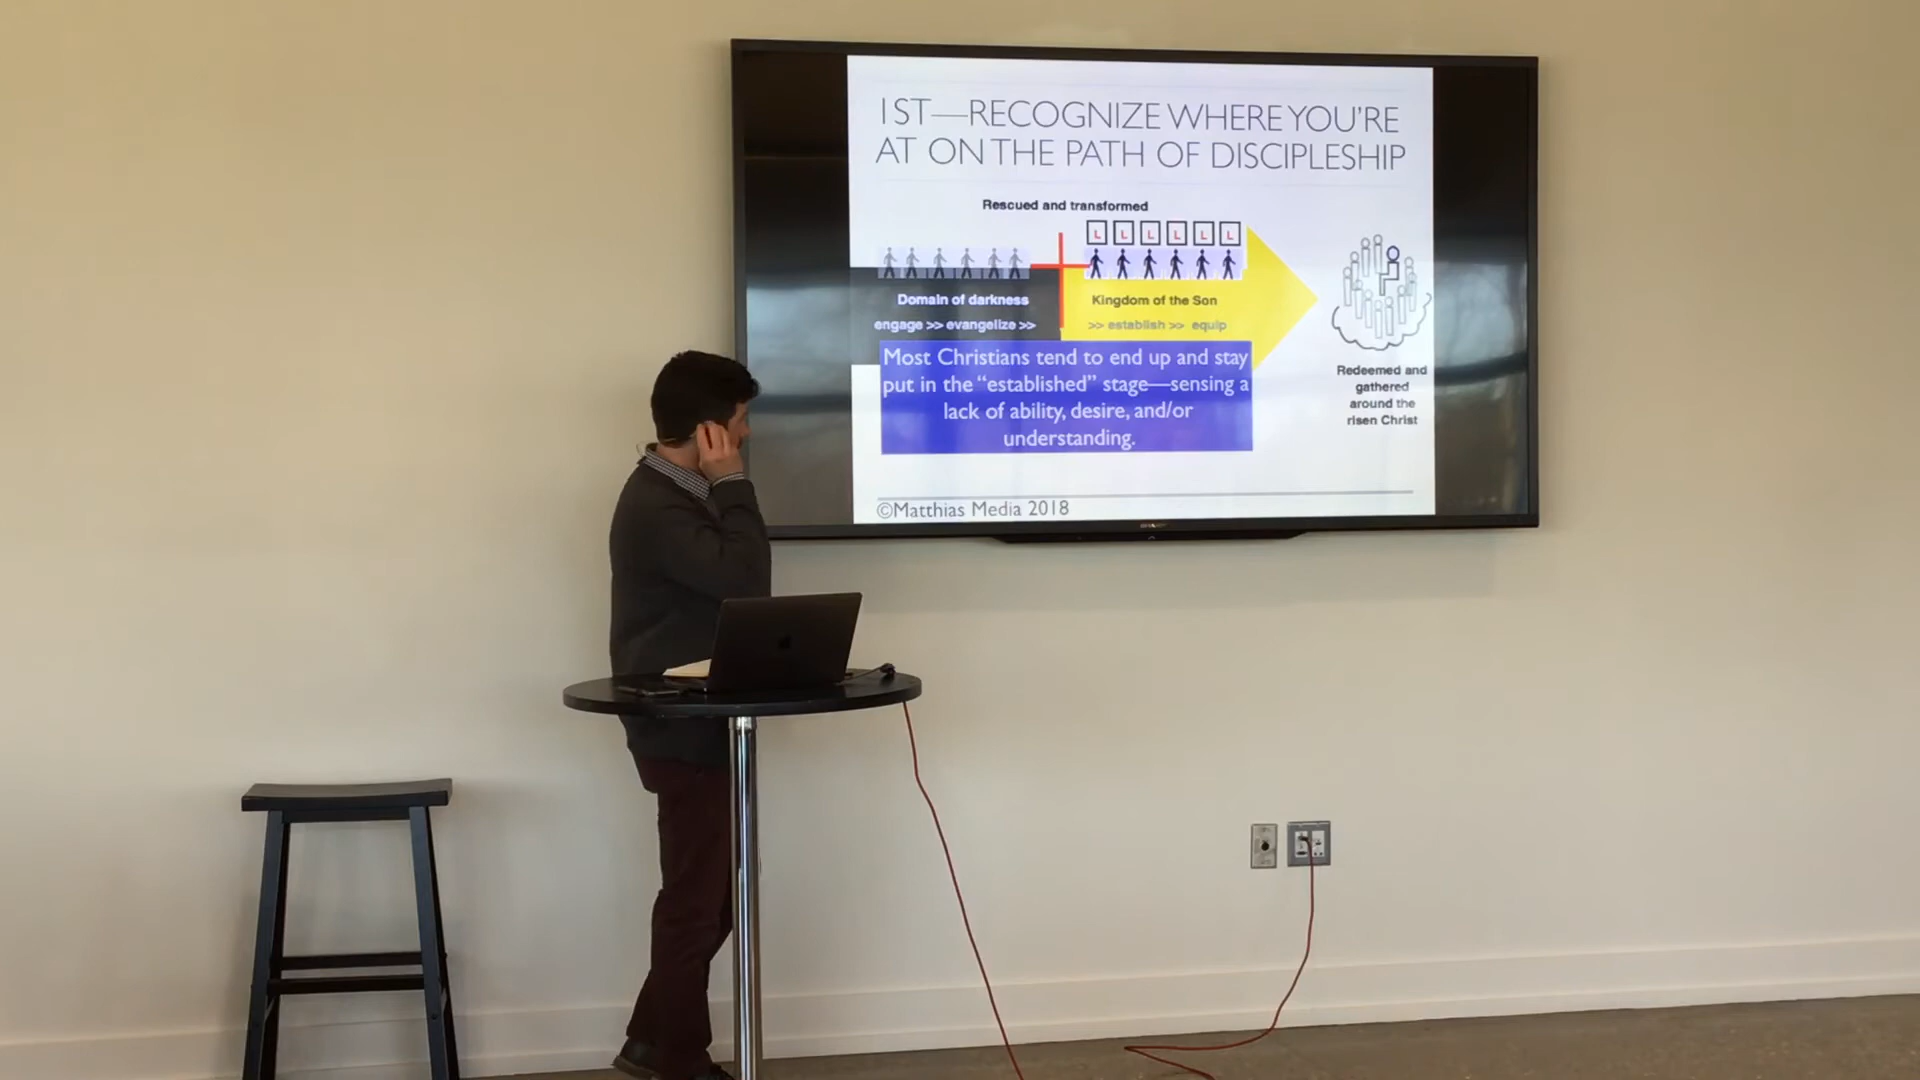 1ST—RECOGNIZE WHERE YOU'RE
AT ON THE PATH OF DISCIPLESHIP
Rescued and transformed
L L L L L L
Domain of darkness
Kingdom of the Son
engage >> evangelize >>
>> establish >> equip
Most Christians tend to end up and stay
put in the “established” stage—sensing a
lack of ability, desire, and/or
understanding.
Redeemed and
gathered
around the
risen Christ
©Matthias Media 2018
SHARP